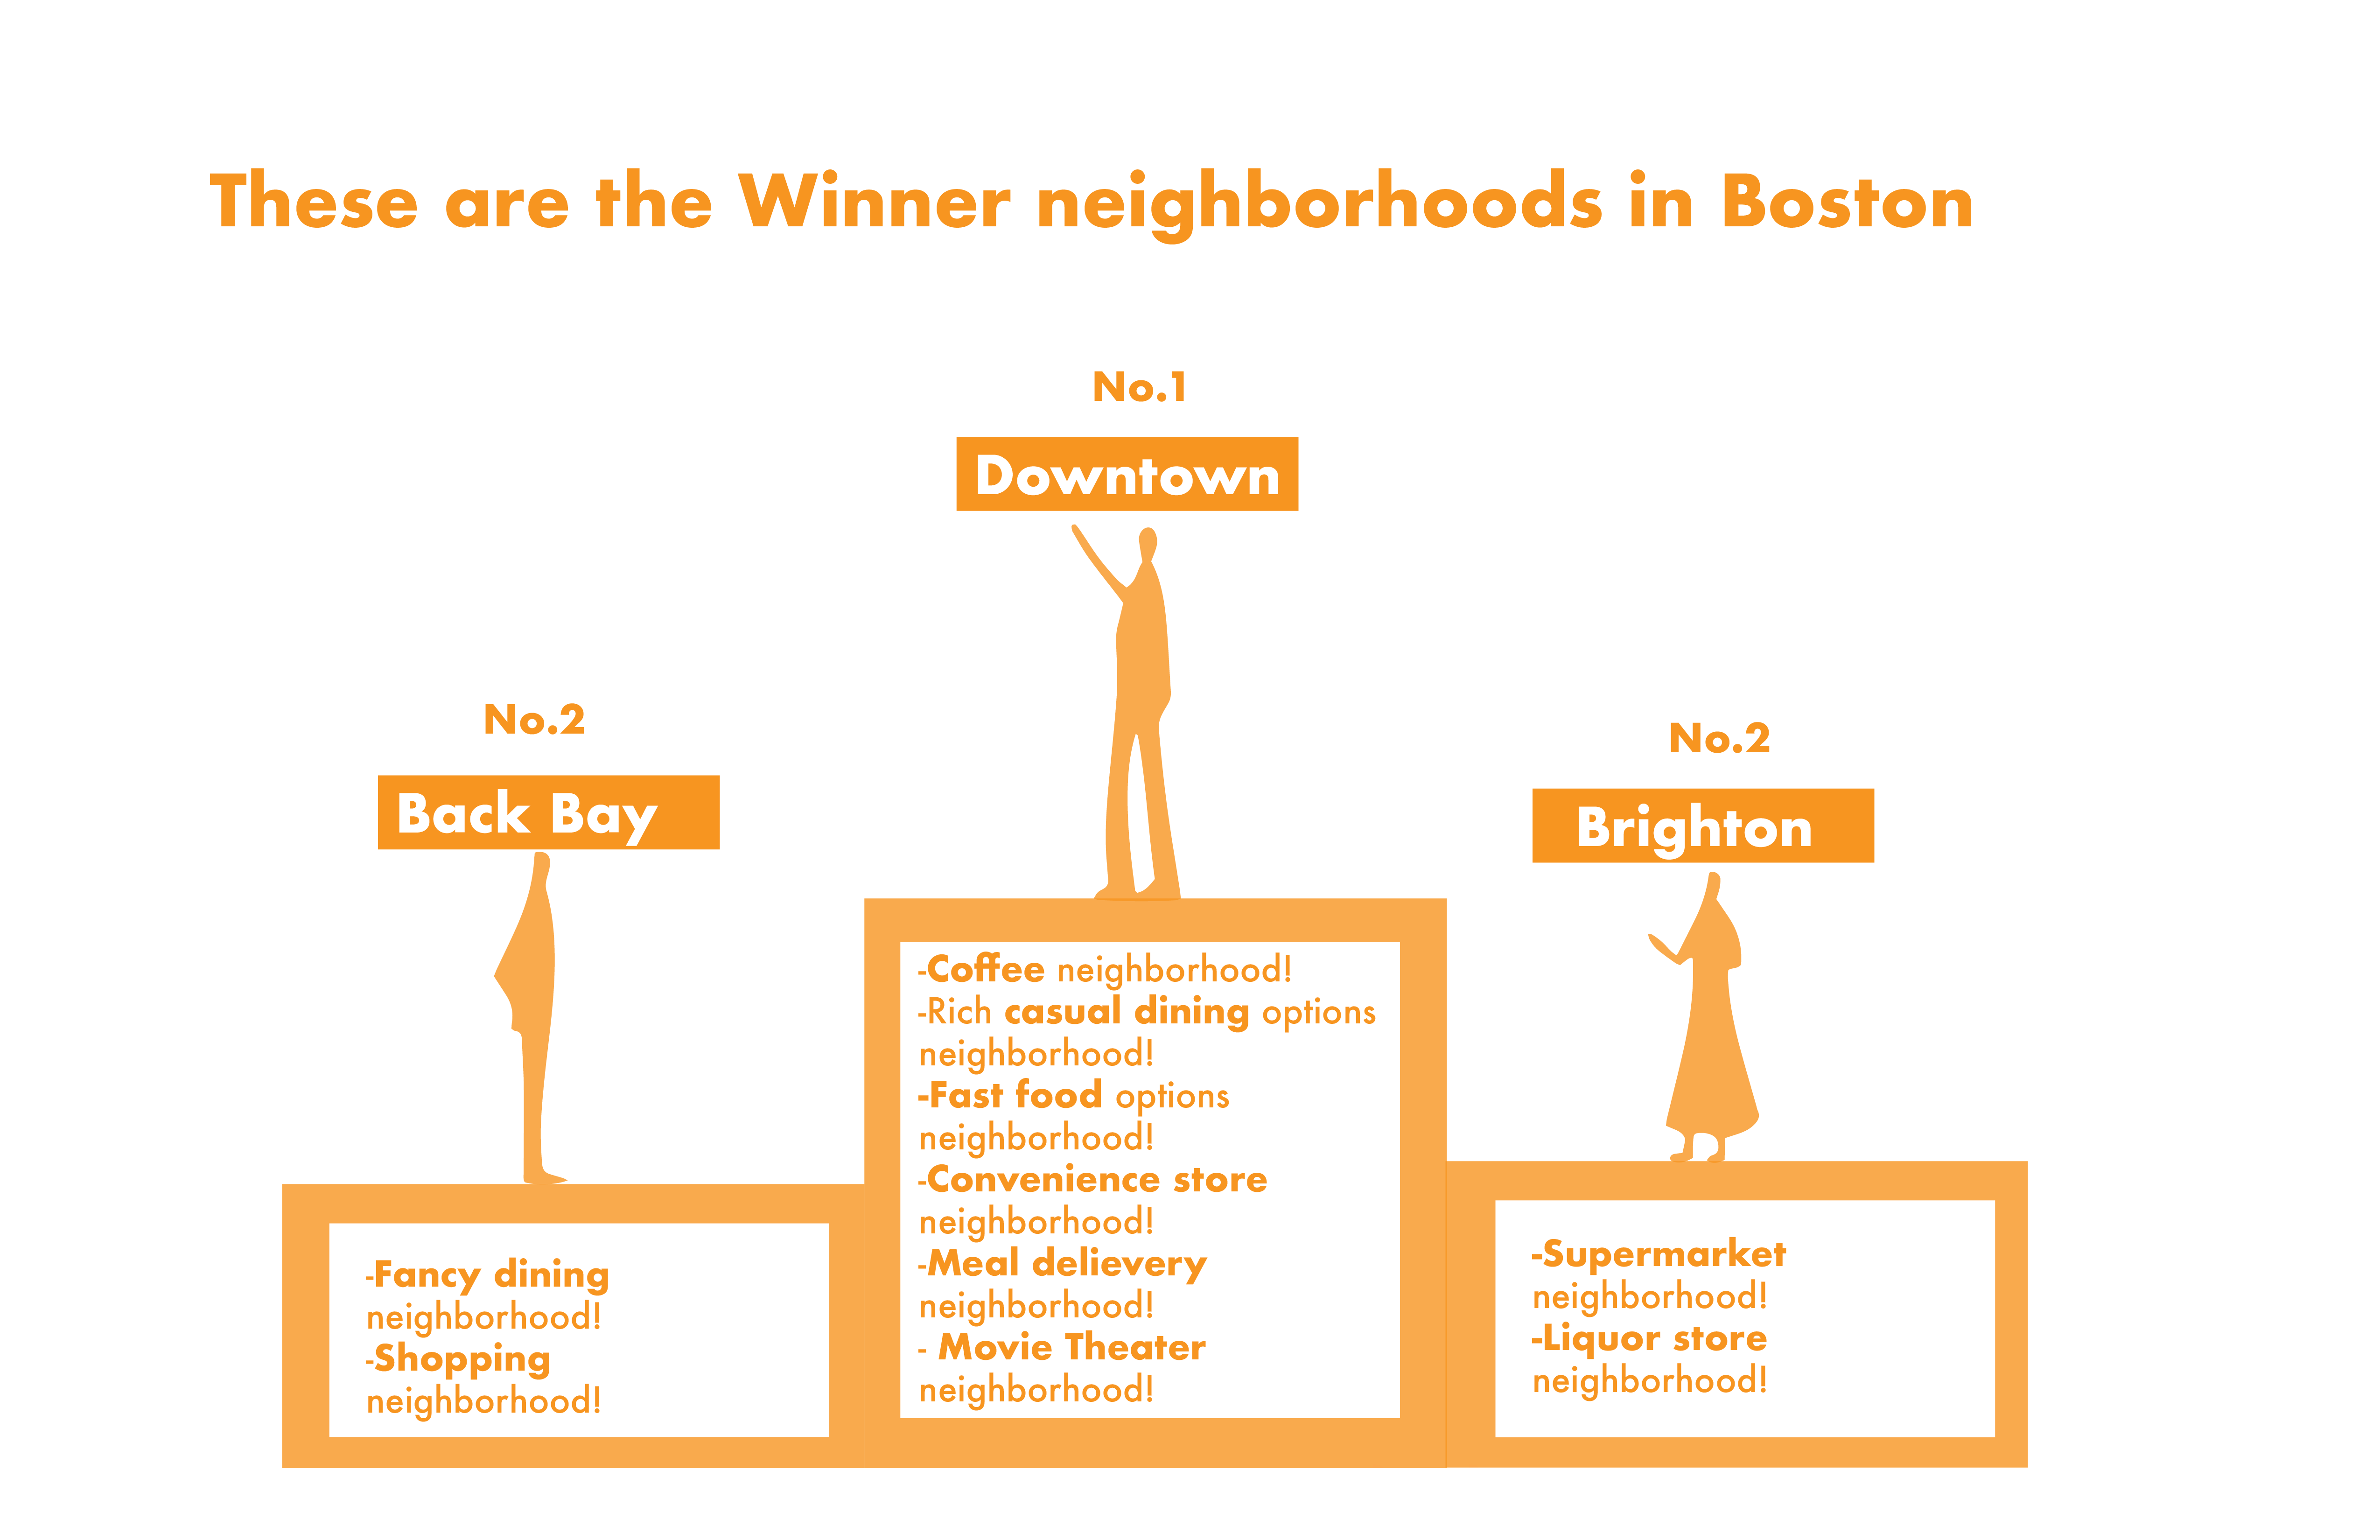 These are the Winner neighborhoods in Boston
No.1
Downtown
No.2
Back Bay
No.2
Brighton
-Coffee neighborhood!
-Rich casual dining options
neighborhood!
-Fast food options
neighborhood!
-Convenience store
neighborhood!
-Meal delievery
neighborhood!
- Movie Theater
neighborhood!
-Fancy dining
neighborhood!
-Shopping
neighborhood!
-Supermarket
neighborhood!
-Liquor store
neighborhood!